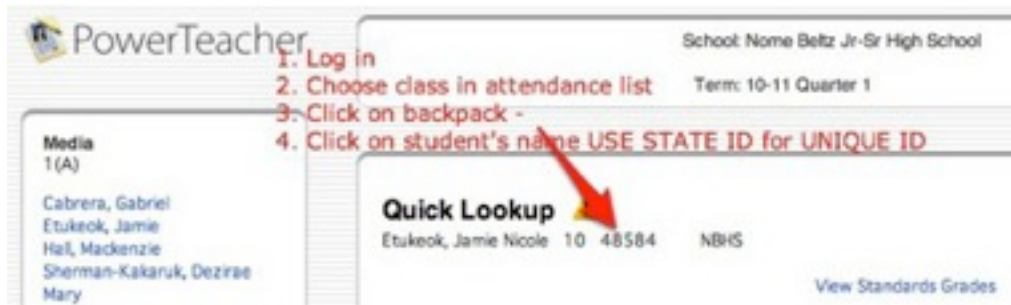 PowerTeacher
School: Nome Beltz Jr-Sr High School
Term: 10-11 Quarter 1
1. Log in
2. Choose class in attendance list
3. Click on backpack -
4. Click on student's name USE STATE ID for UNIQUE ID
Media
1(A)
Cabrera, Gabriel
Etukeok, Jamie
Hall, Mackenzie
Sherman-Kakaruk, Dezirae
Mary
Quick Lookup
Etukeok, Jamie Nicole 10 48584 NBHS
View Standards Grades